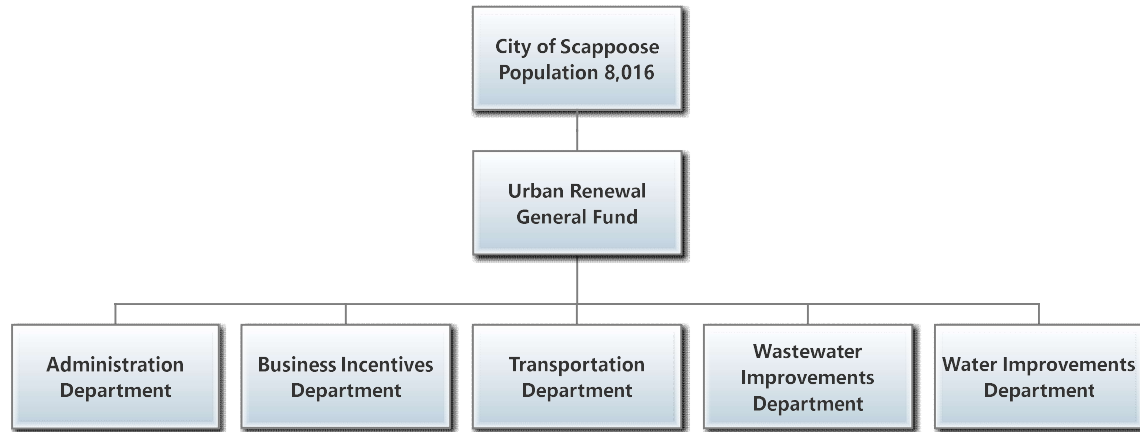 City of Scappoose
Population 8,016
Urban Renewal
General Fund
Administration
Department
Business Incentives
Department
Transportation
Department
Wastewater
Improvements
Department
Water Improvements
Department